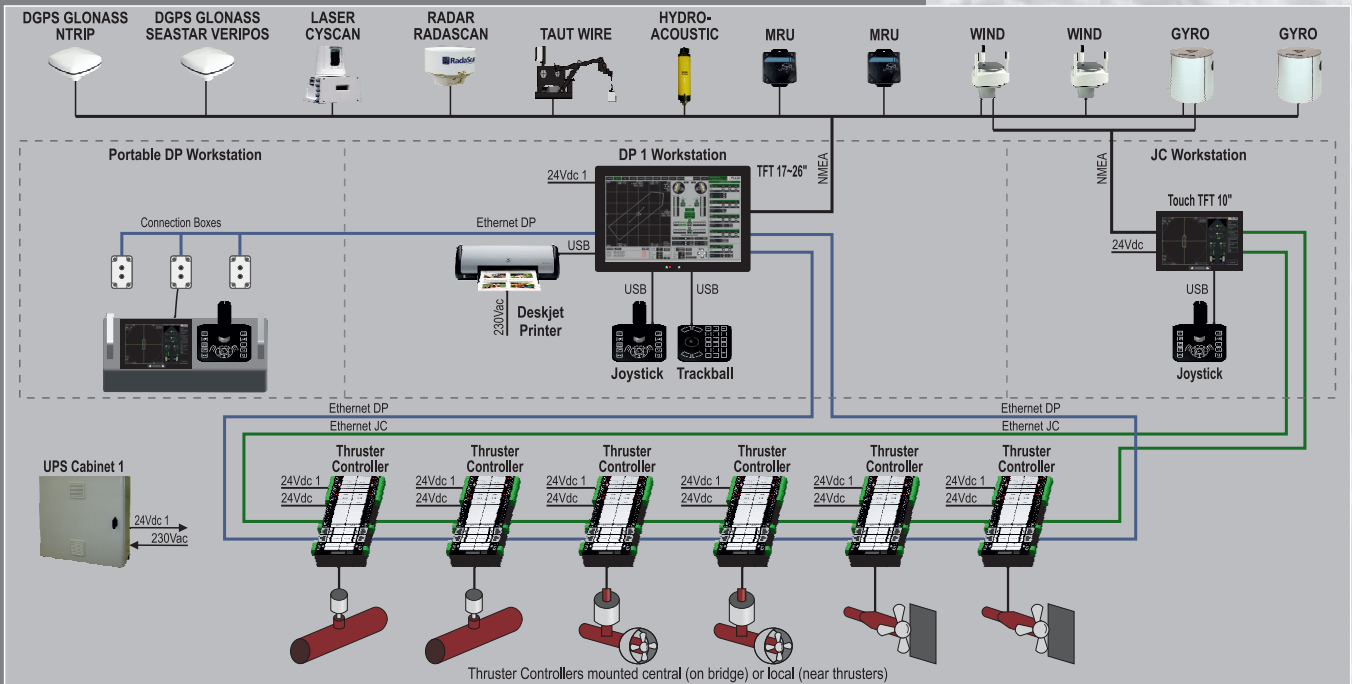 DGPS GLONASS
NTRIP
DGPS GLONASS
SEASTAR VERIPOS
LASER
CYSCAN
RADAR
RADASCAN
TAUT WIRE
HYDRO-
ACOUSTIC
MRU
MRU
WIND
WIND
GYRO
GYRO
Portable DP Workstation
DP 1 Workstation
JC Workstation
TFT 17~26"
NMEA
NMEA
24Vdc 1
Touch TFT 10"
Connection Boxes
Ethernet DP
USB
24Vdc
USB
USB
USB
230Vac
Deskjet
Printer
Joystick
Trackball
Joystick
Ethernet DP
Ethernet DP
Ethernet JC
Ethernet JC
UPS Cabinet 1
24Vdc 1
230Vac
Thruster
Controller
24Vdc 1
24Vdc
Thruster
Controller
24Vdc 1
24Vdc
Thruster
Controller
24Vdc 1
24Vdc
Thruster
Controller
24Vdc 1
24Vdc
Thruster
Controller
24Vdc 1
24Vdc
Thruster
Controller
24Vdc 1
24Vdc
Thruster Controllers mounted central (on bridge) or local (near thrusters)